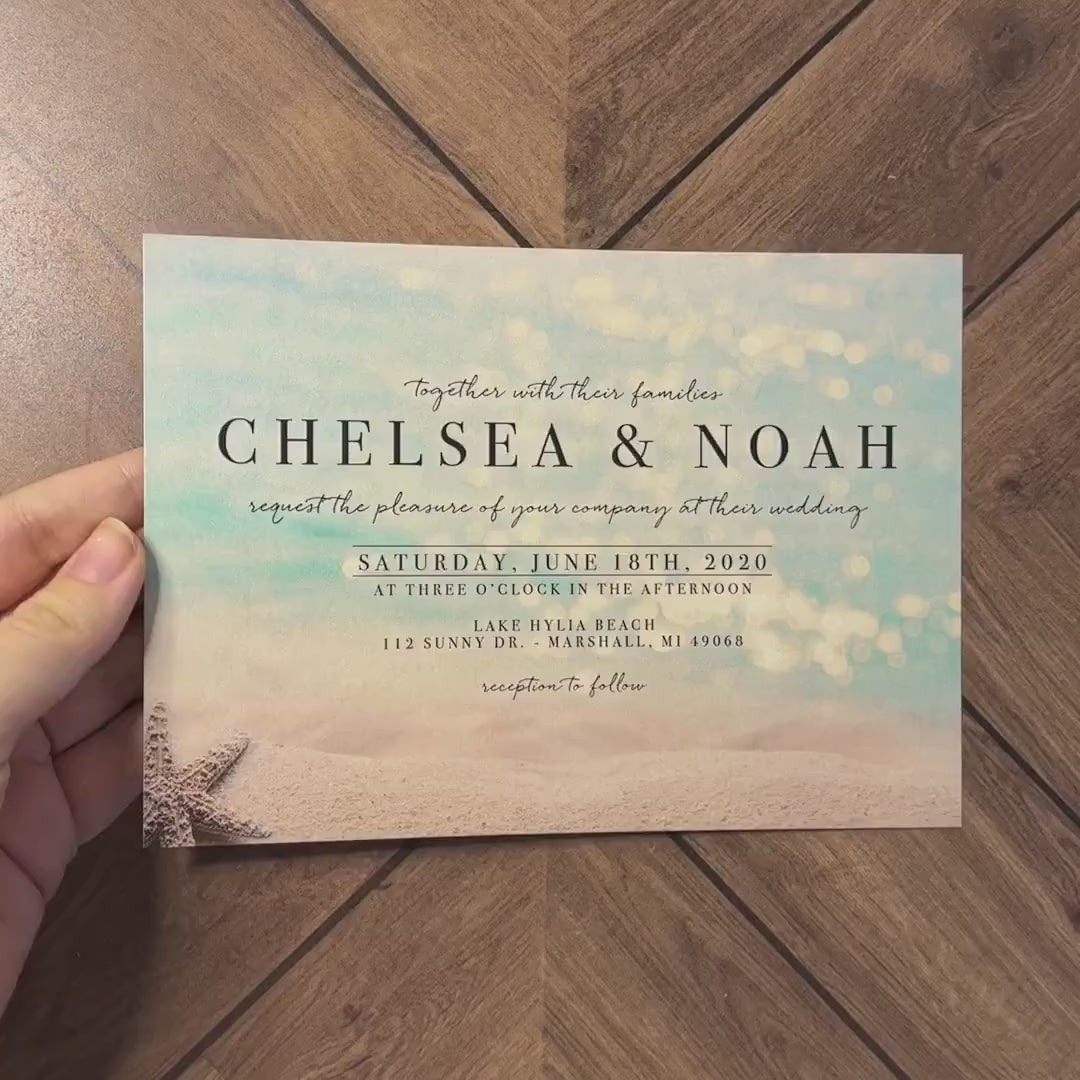 together with their families
CHELSEA & NOAH
request the pleasure of your company at their wedding
SATURDAY, JUNE 18TH, 2020
AT THREE O'CLOCK IN THE AFTERNOON
LAKE HYLIA BEACH
112 SUNNY DR. - MARSHALL, MI 49068
reception to follow